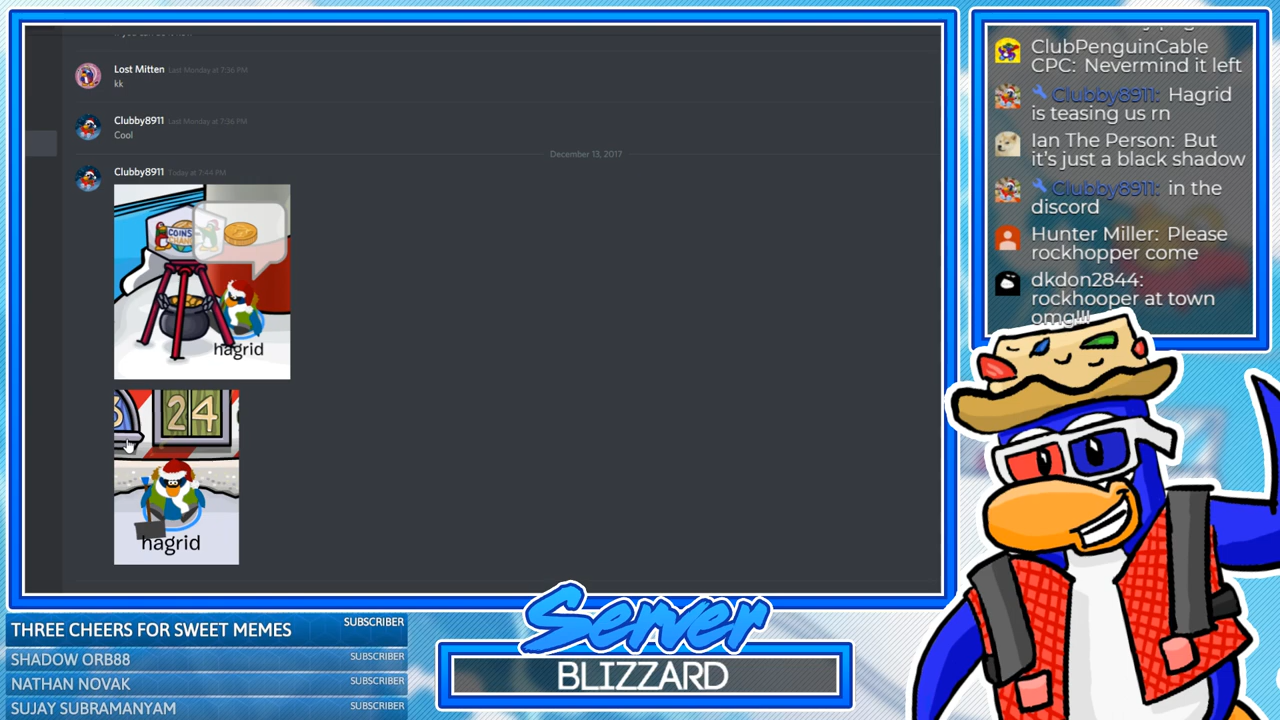 Lost Mitten Last Monday at 7:36 PM
kk
Clubby8911 Last Monday at 7:36 PM
Cool
December 13, 2017
Clubby8911 Today at 7:44 PM
COINS
hagrid
24
hagrid
ClubPenguinCable
CPC: Nevermind it left
Clubby8911: Hagrid
is teasing us rn
Ian The Person: But
it's just a black shadow
Clubby8911: in the
discord
Hunter Miller: Please
rockhopper come
dkdon2844:
rockhooper at town
omg!!!
THREE CHEERS FOR SWEET MEMES SUBSCRIBER
SHADOW ORB88 SUBSCRIBER
NATHAN NOVAK SUBSCRIBER
SUJAY SUBRAMANYAM SUBSCRIBER
Server
BLIZZARD